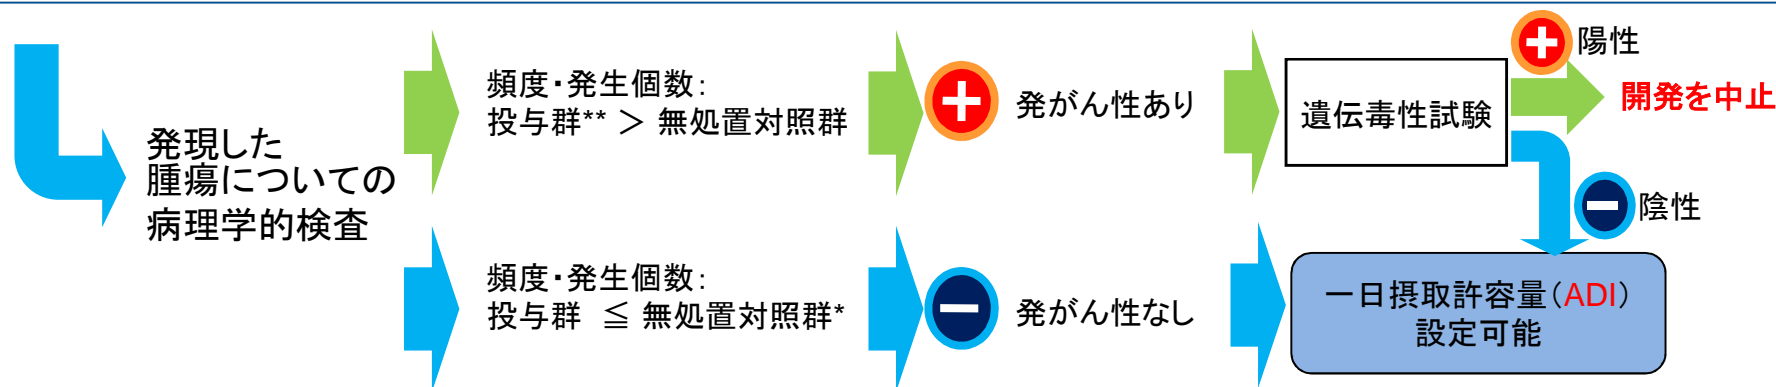 発現した
腫瘍についての
病理学的検査
頻度・発生個数：
投与群** ＞ 無処置対照群
発がん性あり
遺伝毒性試験
陽性
開発を中止
陰性
頻度・発生個数：
投与群 ≦ 無処置対照群*
発がん性なし
一日摂取許容量（ADI）
設定可能